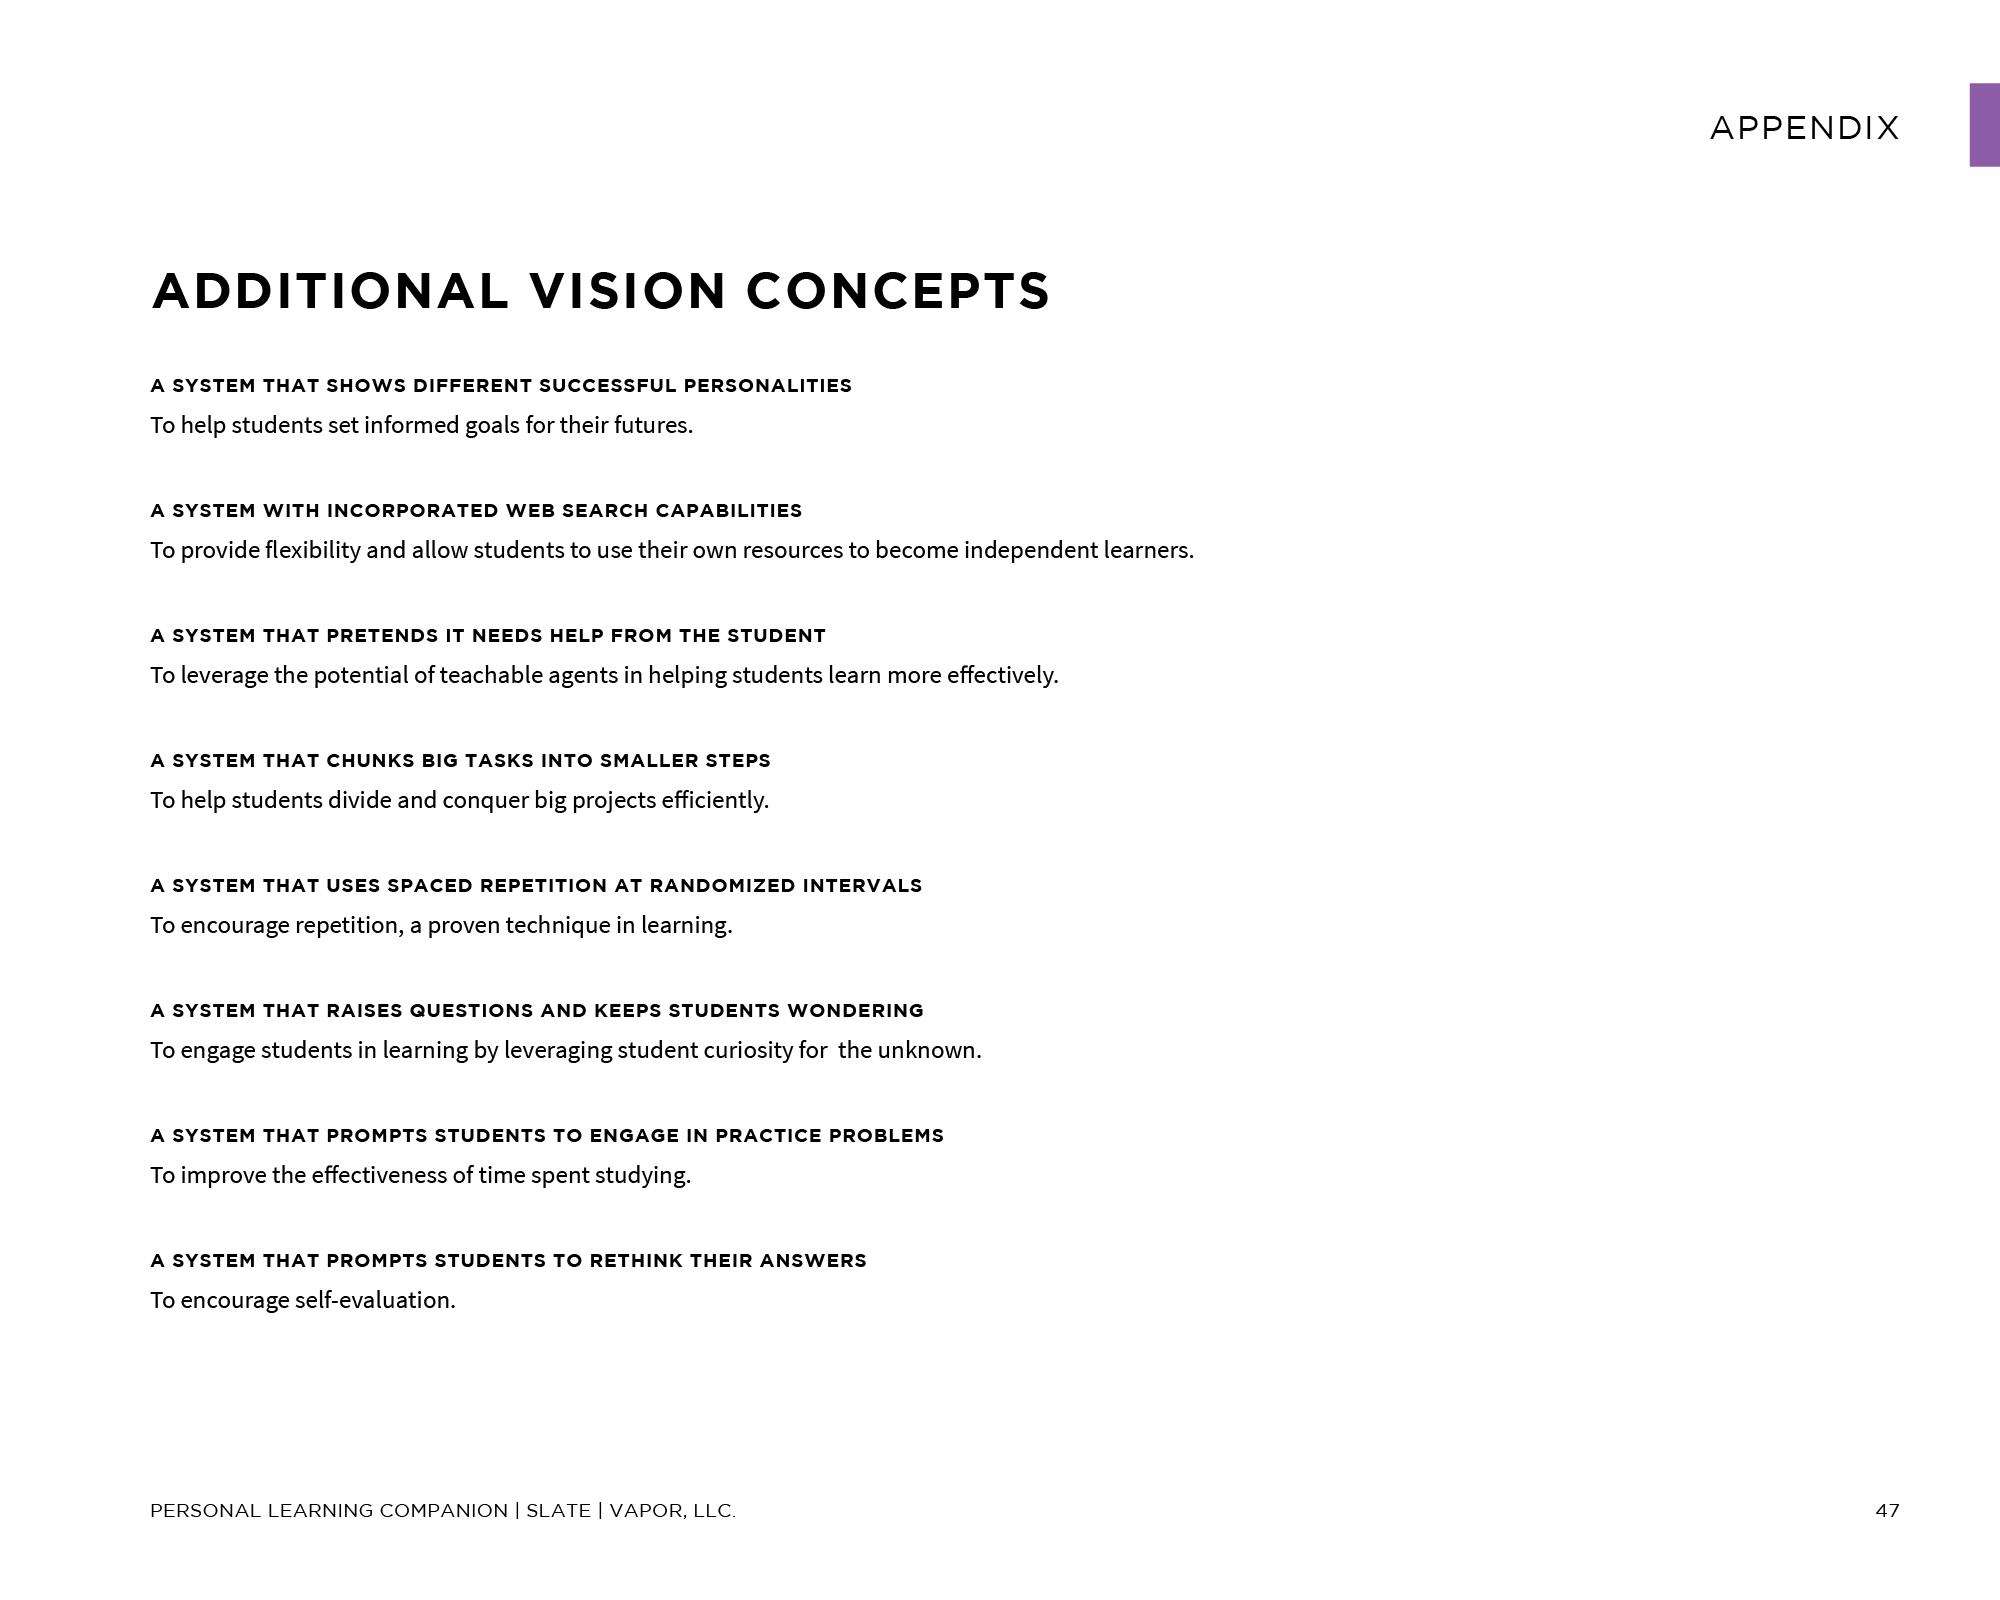 APPENDIX
ADDITIONAL VISION CONCEPTS
A SYSTEM THAT SHOWS DIFFERENT SUCCESSFUL PERSONALITIES
To help students set informed goals for their futures.
A SYSTEM WITH INCORPORATED WEB SEARCH CAPABILITIES
To provide flexibility and allow students to use their own resources to become independent learners.
A SYSTEM THAT PRETENDS IT NEEDS HELP FROM THE STUDENT
To leverage the potential of teachable agents in helping students learn more effectively.
A SYSTEM THAT CHUNKS BIG TASKS INTO SMALLER STEPS
To help students divide and conquer big projects efficiently.
A SYSTEM THAT USES SPACED REPETITION AT RANDOMIZED INTERVALS
To encourage repetition, a proven technique in learning.
A SYSTEM THAT RAISES QUESTIONS AND KEEPS STUDENTS WONDERING
To engage students in learning by leveraging student curiosity for  the unknown.
A SYSTEM THAT PROMPTS STUDENTS TO ENGAGE IN PRACTICE PROBLEMS
To improve the effectiveness of time spent studying.
A SYSTEM THAT PROMPTS STUDENTS TO RETHINK THEIR ANSWERS
To encourage self-evaluation.
PERSONAL LEARNING COMPANION | SLATE | VAPOR, LLC.
47